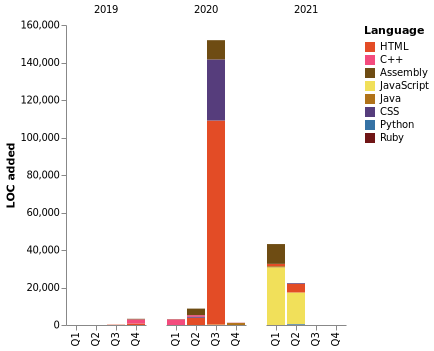 2019 2020 2021
Language
HTML
C++
Assembly
JavaScript
Java
CSS
Python
Ruby
LOC added
160,000
140,000
120,000
100,000
80,000
60,000
40,000
20,000
0
Q1 Q2 Q3 Q4 Q1 Q2 Q3 Q4 Q1 Q2 Q3 Q4